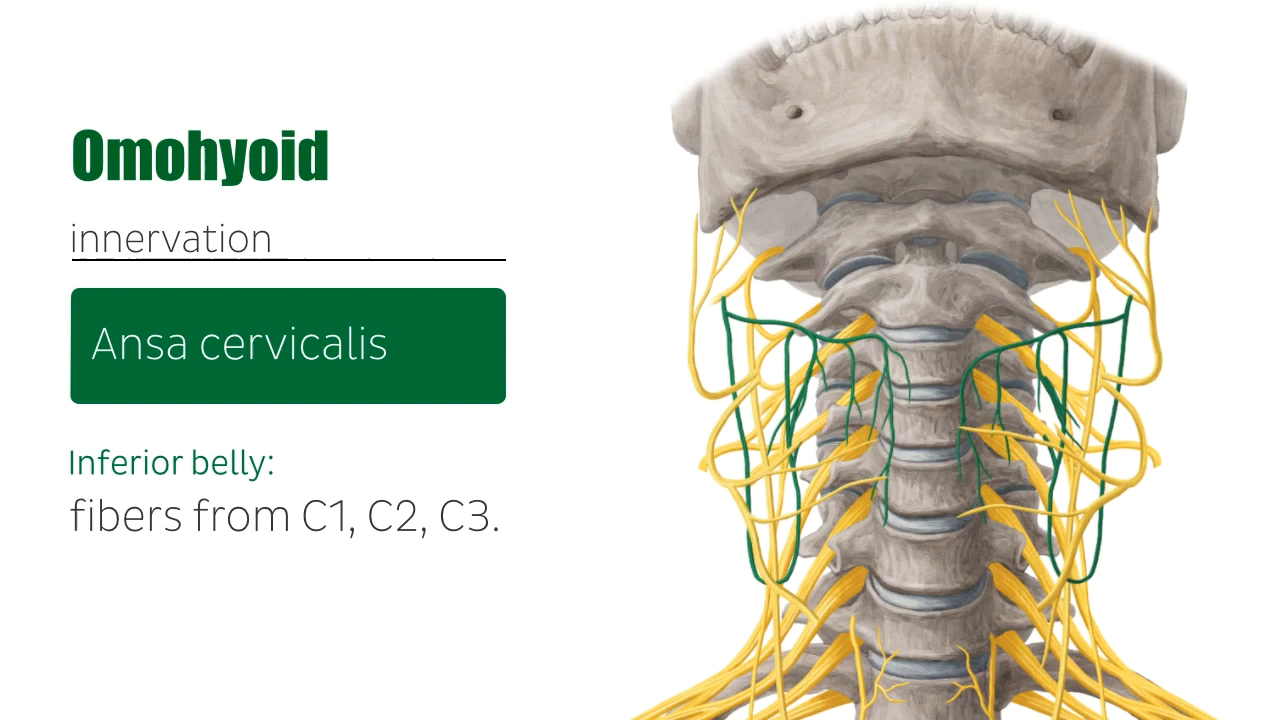 Omohyoid
innervation
Ansa cervicalis
Inferior belly:
fibers from C1, C2, C3.